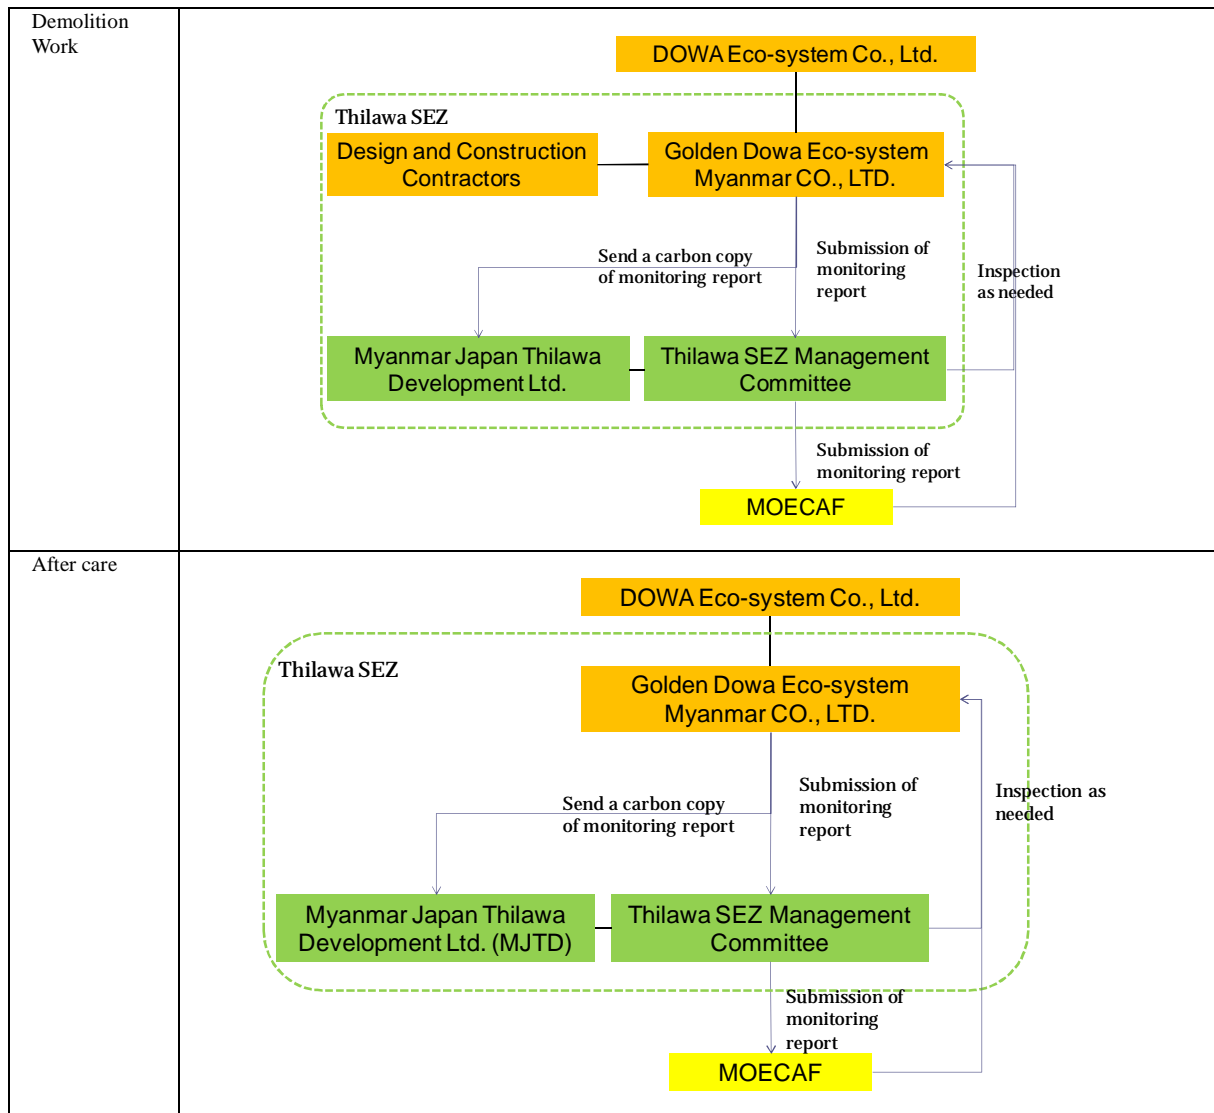 Demolition
Work
DOWA Eco-system Co., Ltd.
Thilawa SEZ
Design and Construction
Contractors
Golden Dowa Eco-system
Myanmar CO., LTD.
Send a carbon copy
of monitoring report
Submission of
monitoring
report
Inspection
as needed
Myanmar Japan Thilawa
Development Ltd.
Thilawa SEZ Management
Committee
Submission of
monitoring report
MOECAF
After care
DOWA Eco-system Co., Ltd.
Thilawa SEZ
Golden Dowa Eco-system
Myanmar CO., LTD.
Send a carbon copy
of monitoring report
Submission of
monitoring
report
Inspection as
needed
Myanmar Japan Thilawa
Development Ltd. (MJTD)
Thilawa SEZ Management
Committee
Submission of
monitoring
report
MOECAF